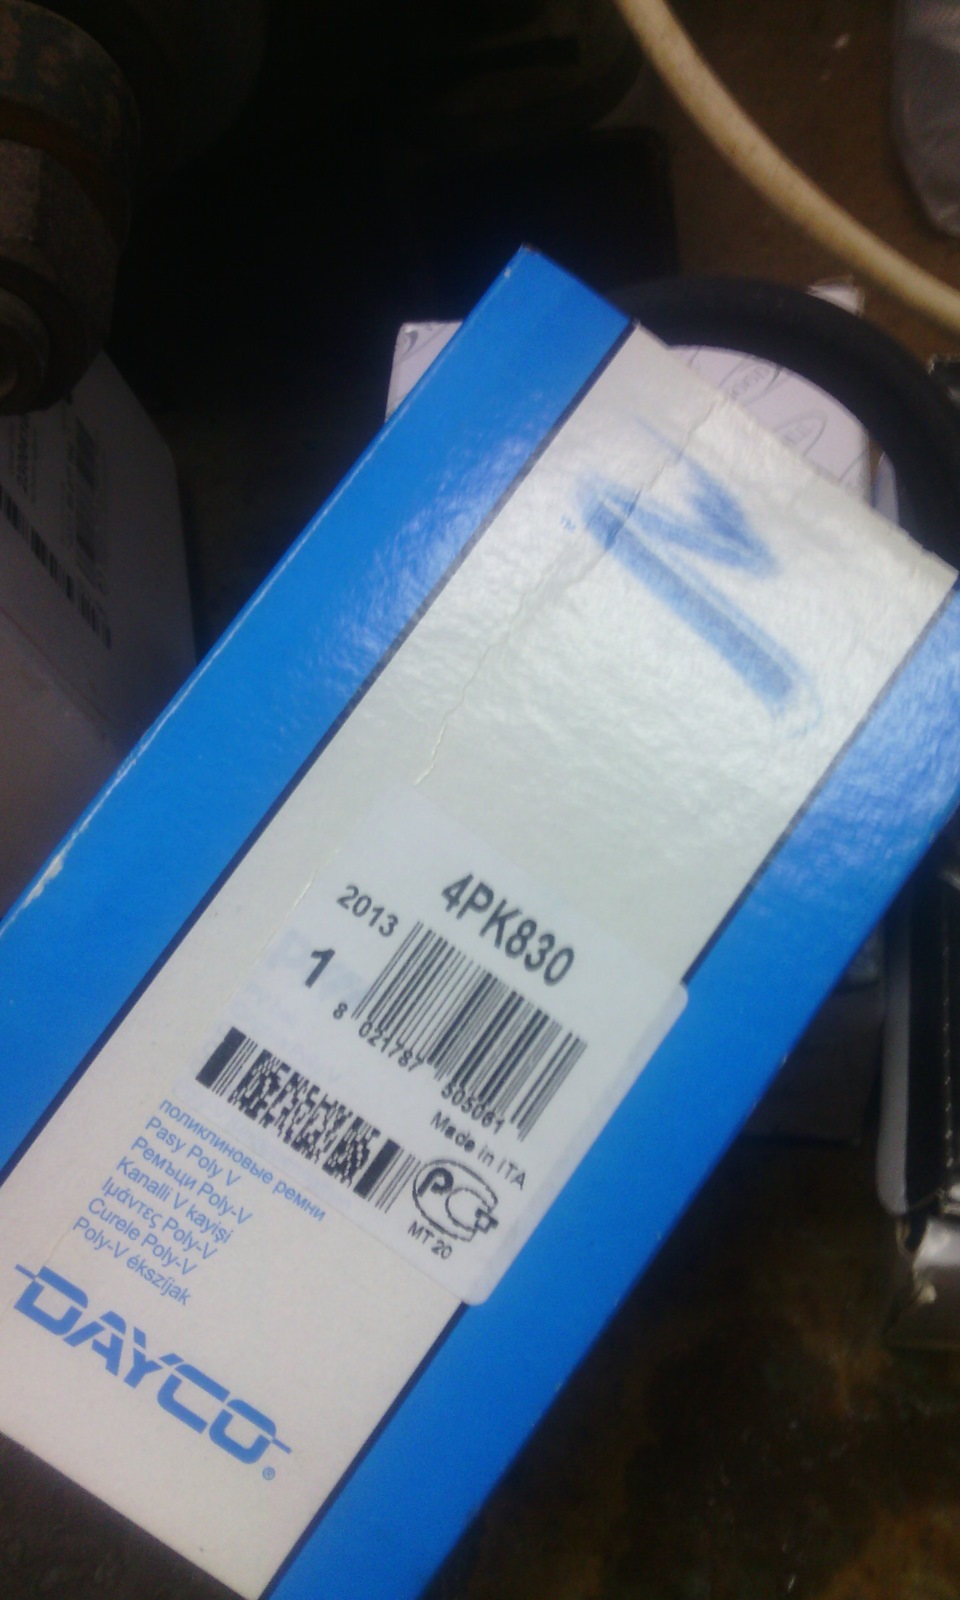 4PK830
2013
1
8 021787 505061
Made in ITA
PG
MT 20
поликлиновые ремни
Pasy Poly V
Ремъци Poly-V
Kanalli V kayişi
Ιμάντες Poly-V
Curele Poly-V
Poly-V ékszíjak
DAYCO®